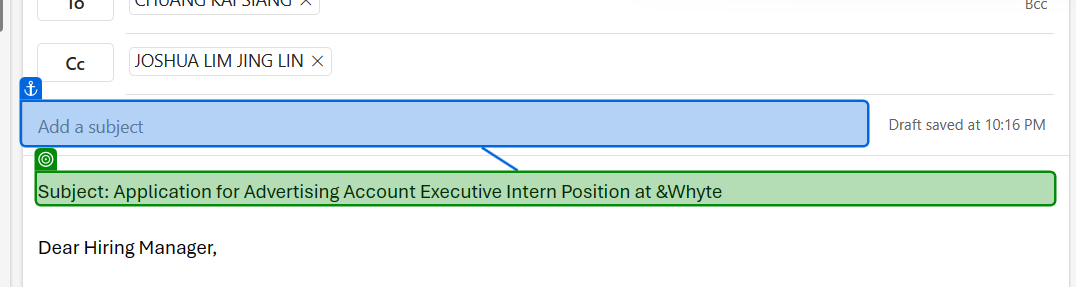 To
CHUANG KAI SIANG
Bcc
Cc
JOSHUA LIM JING LIN
Add a subject
Draft saved at 10:16 PM
Subject: Application for Advertising Account Executive Intern Position at &Whyte
Dear Hiring Manager,